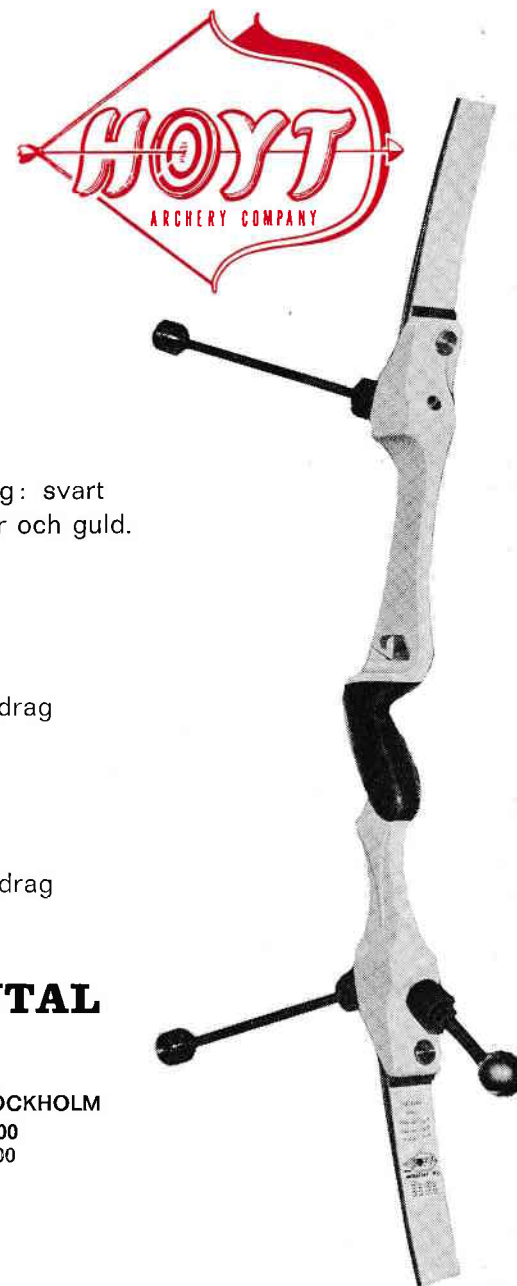 HOYT
ARCHERY COMPANY
g: svart
r och guld.
drag
drag
TAL
OCKHOLM
00
00